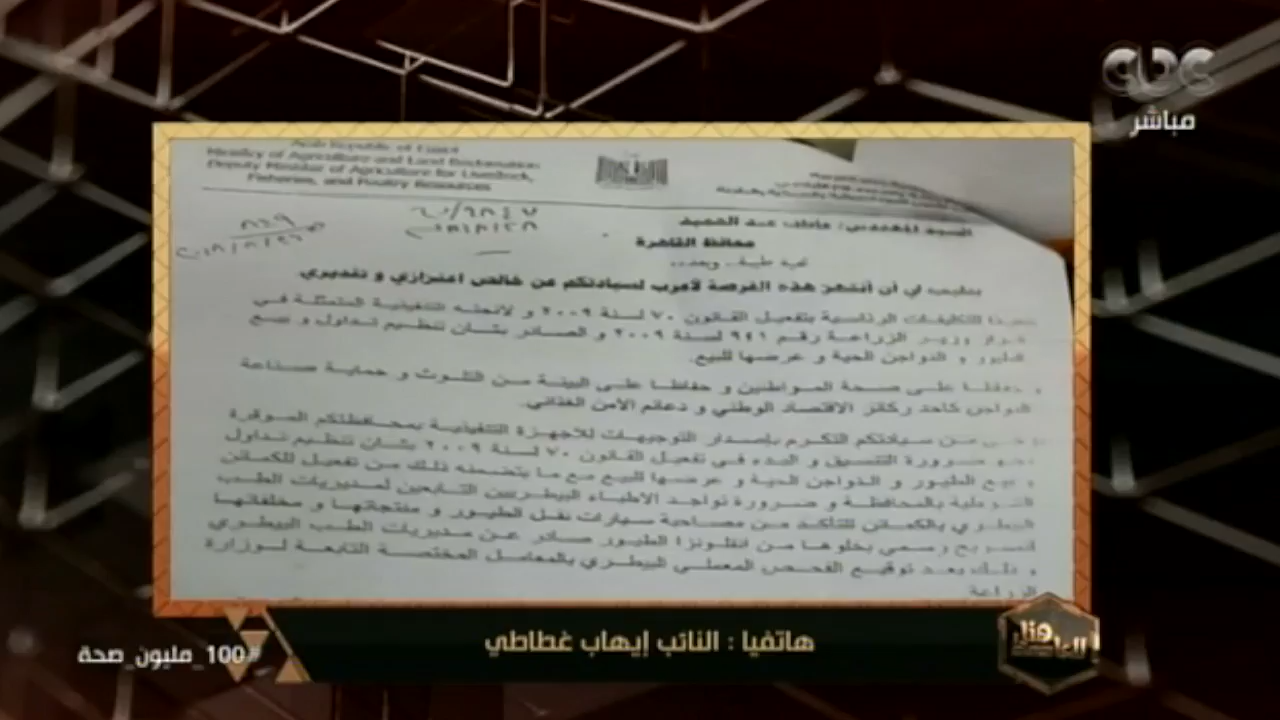 cbc
مباشر
Arab Republic of Egypt
Ministry of Agriculture and Land Reclamation
Deputy Minister of Agriculture for Livestock,
Fisheries, and Poultry Resources
السيد المهندس/ عاطف عبد الحميد
محافظ القاهرة
تحية طيبة.. وبعد،،،
يطيب لي أن أنتهز هذه الفرصة لأعرب لسيادتكم عن خالص اعتزازي و تقديري
للتكليفات الرئاسية بتفعيل القانون ٧٠ لسنة ٢٠٠٩ و لائحته التنفيذية المتمثلة في
قرار وزير الزراعة رقم ٩٤١ لسنة ٢٠٠٩ و الصادر بشأن تنظيم تداول و بيع
الطيور و الدواجن الحية و عرضها للبيع.
حفاظا على صحة المواطنين و حفاظا على البيئة من التلوث و حماية صناعة
الدواجن كأحد ركائز الاقتصاد الوطني و دعائم الأمن الغذائي.
من سيادتكم التكرم بإصدار التوجيهات للأجهزة التنفيذية بمحافظتكم الموقرة
ضرورة التنسيق و البدء في تفعيل القانون ٧٠ لسنة ٢٠٠٩ بشأن تنظيم تداول
و بيع الطيور و الدواجن الحية و عرضها للبيع مع ما يتضمنه ذلك من تفعيل للكمائن
بالمحافظة و ضرورة تواجد الأطباء البيطريين التابعين لمديريات الطب
البيطري بالكمائن للتأكد من مصاحبة سيارات نقل الطيور و منتجاتها و مخلفاتها
تصريح رسمى بخلوها من انفلونزا الطيور صادر عن مديريات الطب البيطري
و ذلك بعد توقيع الفحص المعملي البيطري بالمعامل المختصة التابعة لوزارة
الزراعة
هاتفيا : النائب إيهاب غطاطي
#100_مليون_صحة